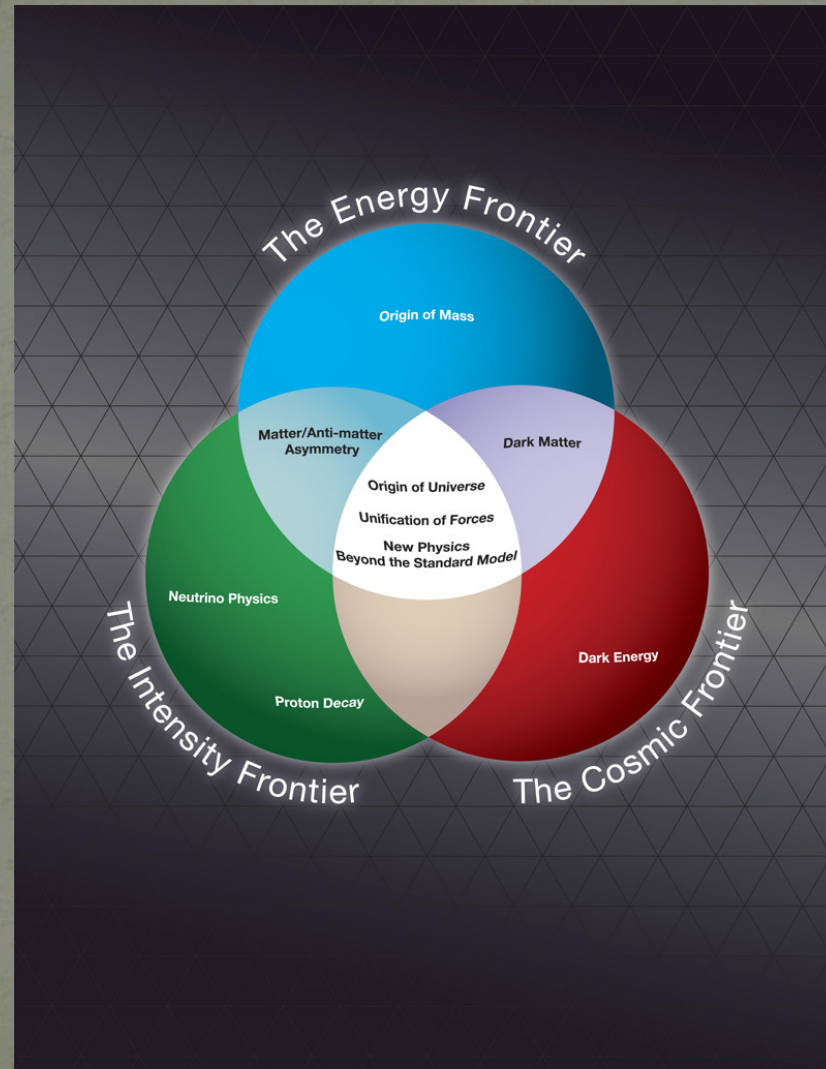 The Energy Frontier
Origin of Mass
Matter/Anti-matter
Asymmetry
Dark Matter
Origin of Universe
Unification of Forces
New Physics
Beyond the Standard Model
Neutrino Physics
Dark Energy
Proton Decay
The Intensity Frontier
The Cosmic Frontier